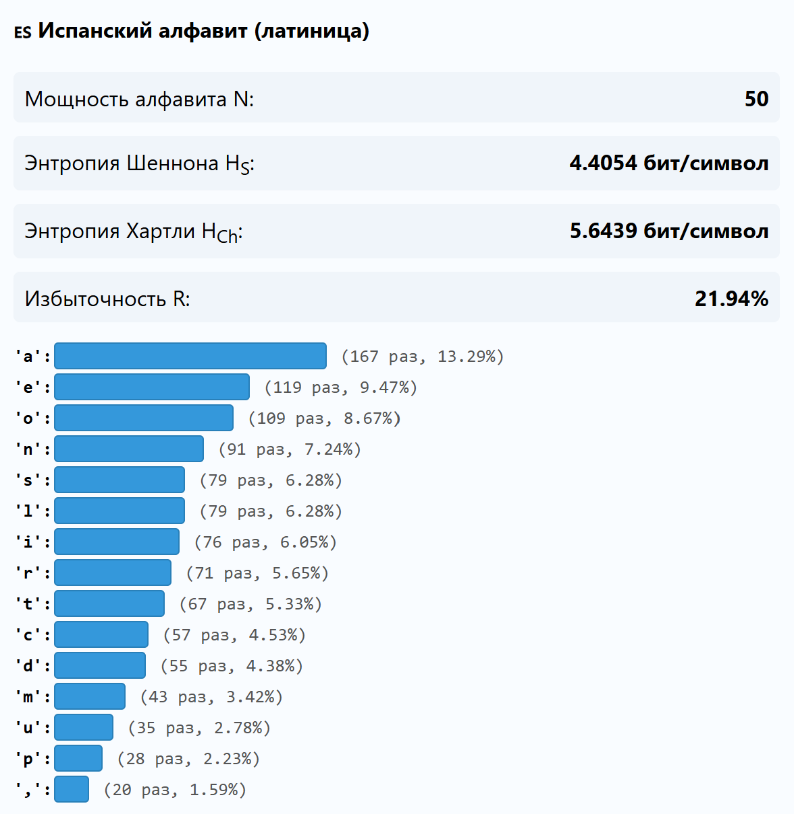 ES Испанский алфавит (латиница)
Мощность алфавита N: 50
Энтропия Шеннона HS: 4.4054 бит/символ
Энтропия Хартли HCh: 5.6439 бит/символ
Избыточность R: 21.94%
'a': (167 раз, 13.29%)
'e': (119 раз, 9.47%)
'o': (109 раз, 8.67%)
'n': (91 раз, 7.24%)
's': (79 раз, 6.28%)
'l': (79 раз, 6.28%)
'i': (76 раз, 6.05%)
'r': (71 раз, 5.65%)
't': (67 раз, 5.33%)
'c': (57 раз, 4.53%)
'd': (55 раз, 4.38%)
'm': (43 раз, 3.42%)
'u': (35 раз, 2.78%)
'p': (28 раз, 2.23%)
',': (20 раз, 1.59%)